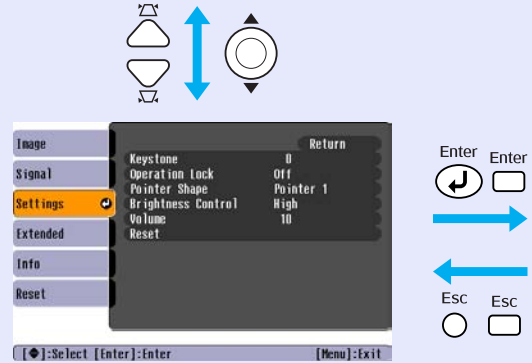 Image
Signal
Settings
Extended
Info
Reset
Return
Keystone 0
Operation Lock Off
Pointer Shape Pointer 1
Brightness Control High
Volume 10
Reset
[◆]:Select [Enter]:Enter [Menu]:Exit
Enter Enter
Esc Esc